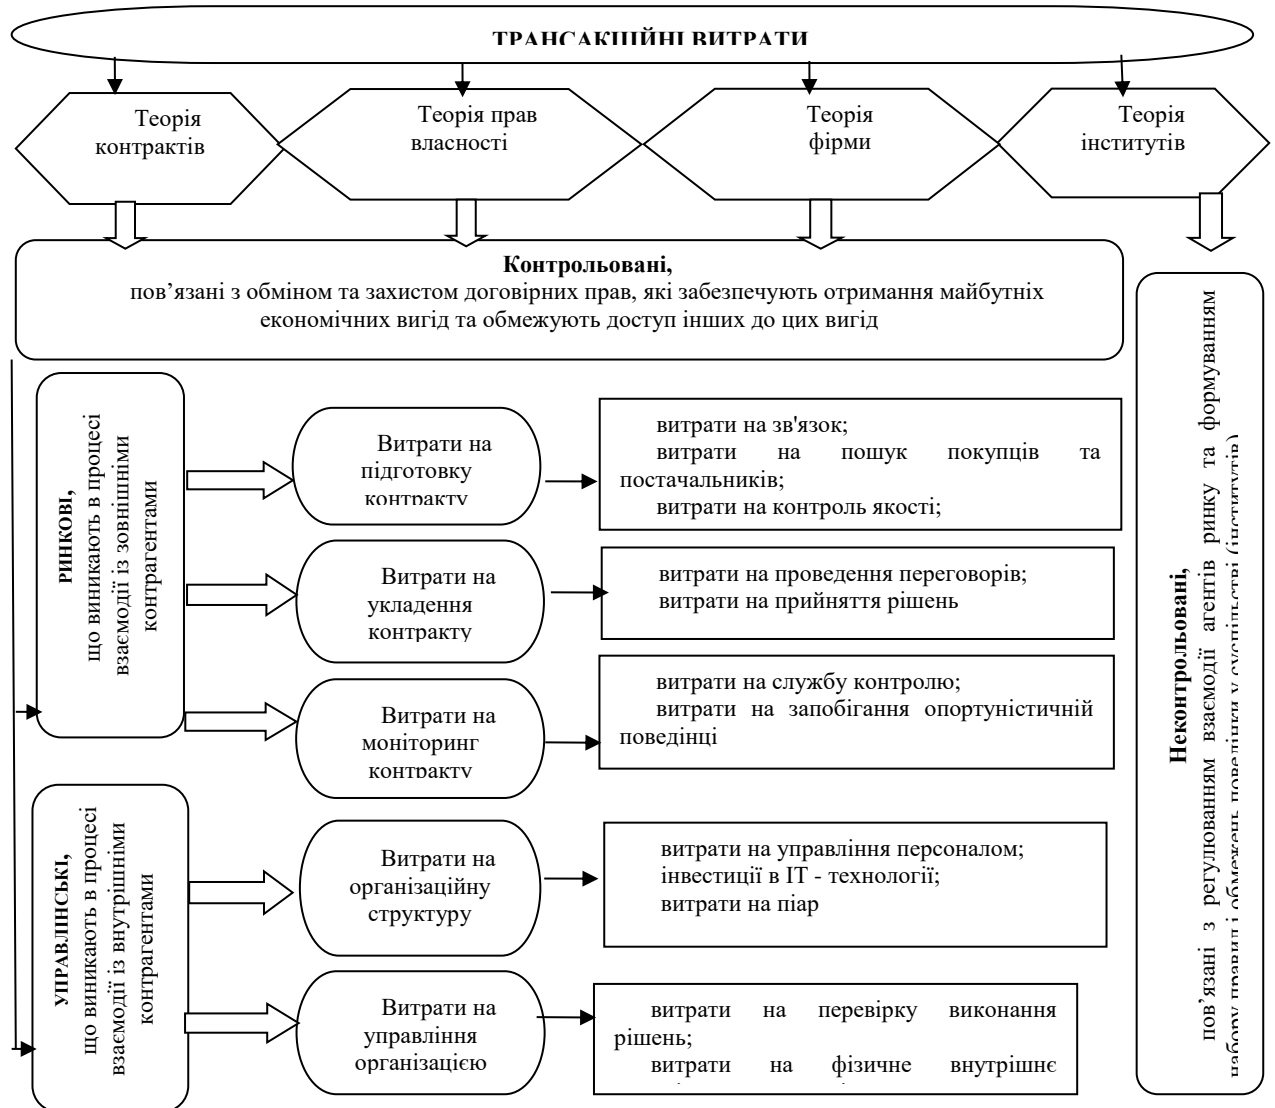 ТРАНСАКЦІЙНІ ВИТРАТИ
Теорія
контрактів
Теорія прав
власності
Теорія
фірми
Теорія
інститутів
Контрольовані,
пов’язані з обміном та захистом договірних прав, які забезпечують отримання майбутніх
економічних вигід та обмежують доступ інших до цих вигід
РИНКОВІ,
що виникають в процесі
взаємодії із зовнішніми
контрагентами
Витрати на
підготовку
контракту
витрати на зв'язок;
витрати на пошук покупців та
постачальників;
витрати на контроль якості;
Витрати на
укладення
контракту
витрати на проведення переговорів;
витрати на прийняття рішень
Витрати на
моніторинг
контракту
витрати на службу контролю;
витрати на запобігання опортуністичній
поведінці
УПРАВЛІНСЬКІ,
що виникають в процесі
взаємодії із внутрішніми
контрагентами
Витрати на
організаційну
структуру
витрати на управління персоналом;
інвестиції в ІТ - технології;
витрати на піар
Витрати на
управління
організацією
витрати на перевірку виконання
рішень;
витрати на фізичне внутрішнє
Неконтрольовані,
пов’язані з регулюванням взаємодії агентів ринку та формуванням
набору правил і обмежень поведінки у суспільстві (інститутів)